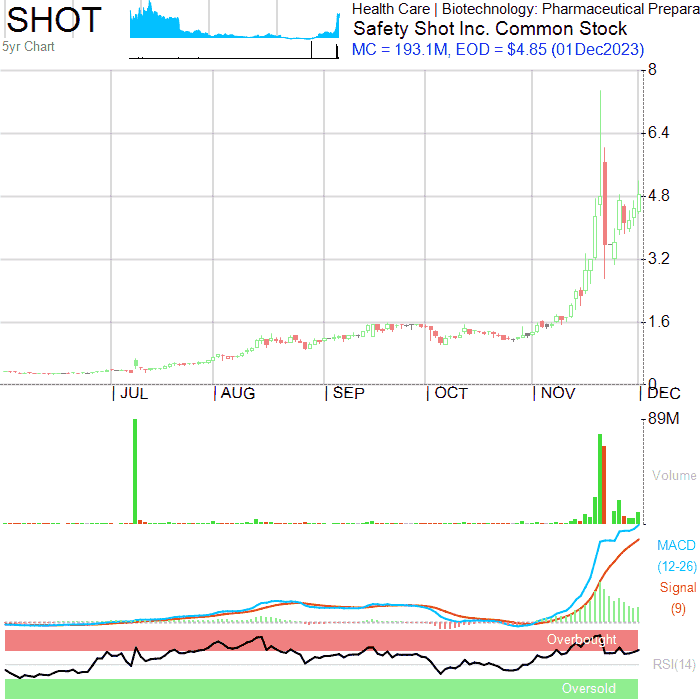 SHOT
Health Care | Biotechnology: Pharmaceutical Prepara
Safety Shot Inc. Common Stock
5yr Chart
MC = 193.1M, EOD = $4.85 (01Dec2023)
8
6.4
4.8
3.2
1.6
0
JUL AUG SEP OCT NOV DEC
89M
Volume
MACD
(12-26)
Signal
(9)
Overbought
RSI(14)
Oversold